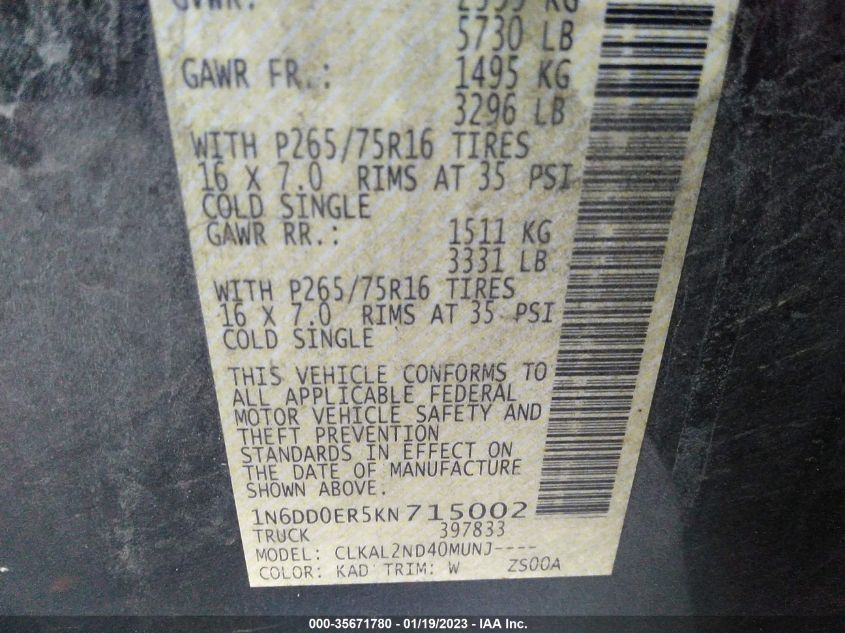 GVWR: 2599 KG
5730 LB
GAWR FR.: 1495 KG
3296 LB
WITH P265/75R16 TIRES
16 X 7.0 RIMS AT 35 PSI
COLD SINGLE
GAWR RR.: 1511 KG
3331 LB
WITH P265/75R16 TIRES
16 X 7.0 RIMS AT 35 PSI
COLD SINGLE
THIS VEHICLE CONFORMS TO
ALL APPLICABLE FEDERAL
MOTOR VEHICLE SAFETY AND
THEFT PREVENTION
STANDARDS IN EFFECT ON
THE DATE OF MANUFACTURE
SHOWN ABOVE.
1N6DD0ER5KN715002
TRUCK 397833
MODEL: CLKAL2ND40MUNJ----
COLOR: KAD TRIM: W ZS00A
000-35671780 - 01/19/2023 - IAA Inc.